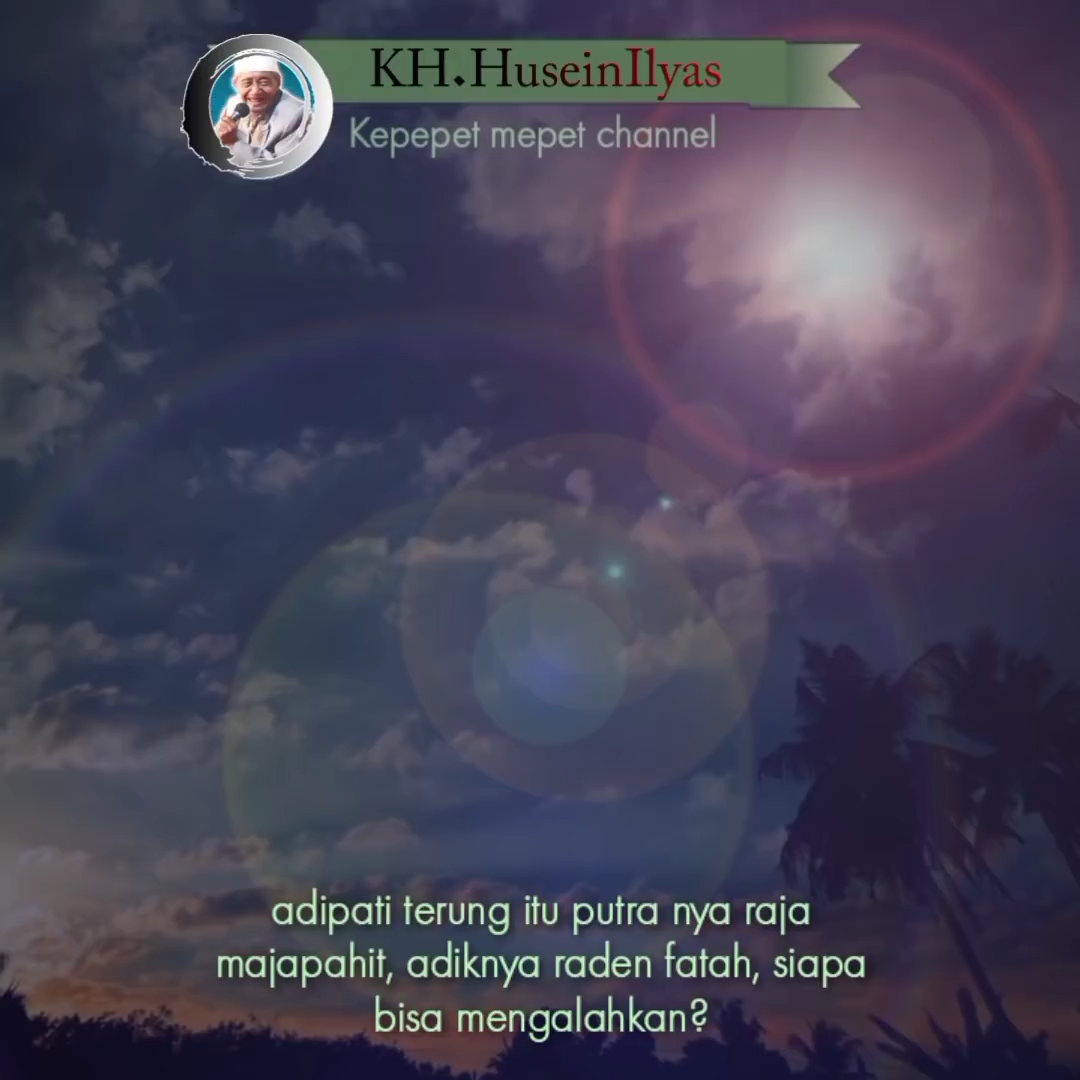 KH.HuseinIlyas
Kepepet mepet channel
adipati terung itu putra nya raja
majapahit, adiknya raden fatah, siapa
bisa mengalahkan?